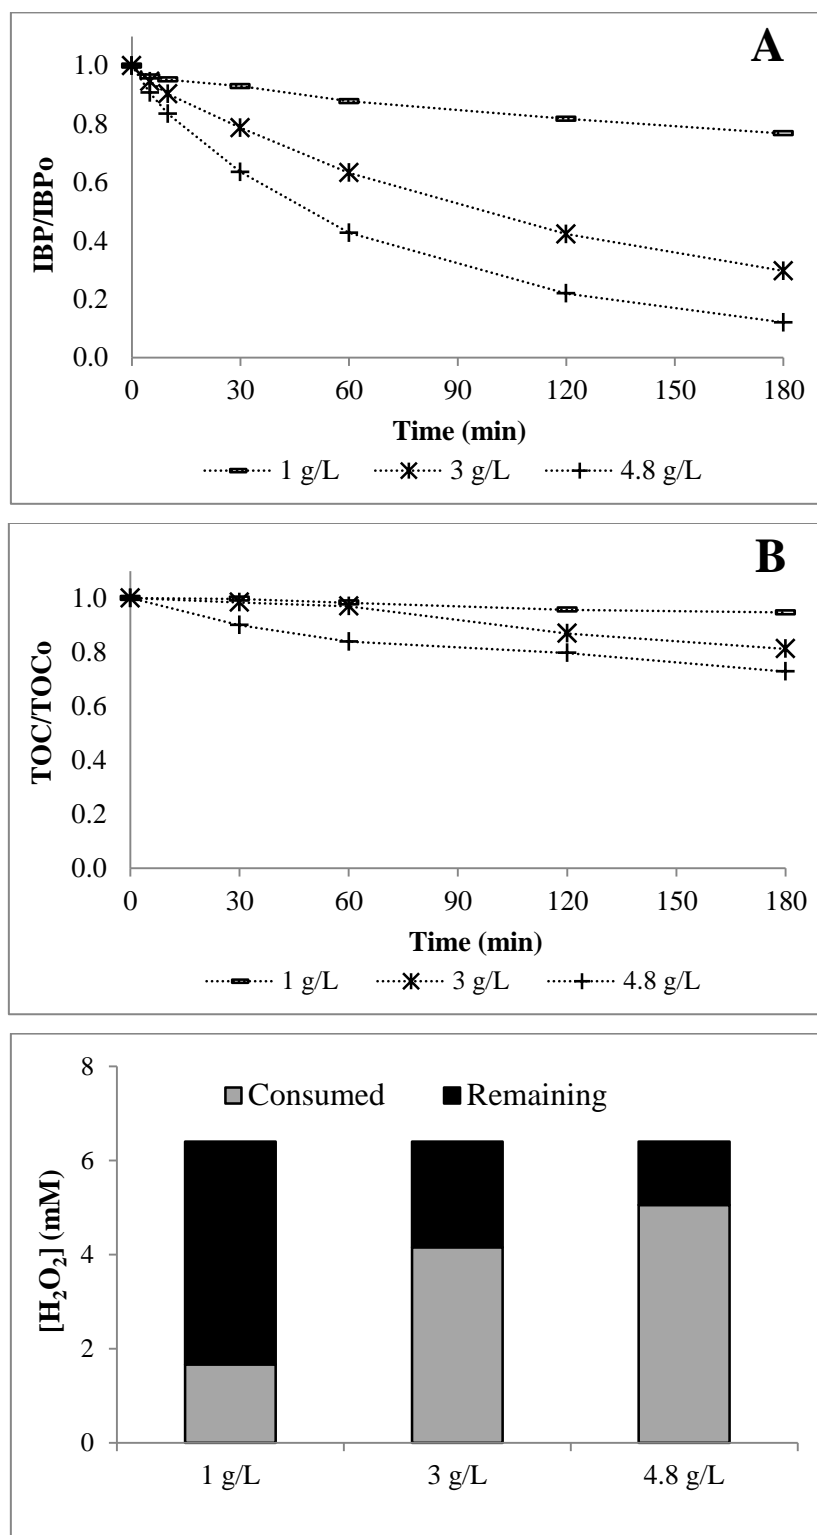 A
1.0
0.8
0.6
0.4
0.2
0.0
IBP/IBPo
0 30 60 90 120 150 180
Time (min)
1 g/L 3 g/L 4.8 g/L
B
1.0
0.8
0.6
0.4
0.2
0.0
TOC/TOCo
0 30 60 90 120 150 180
Time (min)
1 g/L 3 g/L 4.8 g/L
8
6
4
2
0
[H₂O₂] (mM)
Consumed Remaining
1 g/L 3 g/L 4.8 g/L